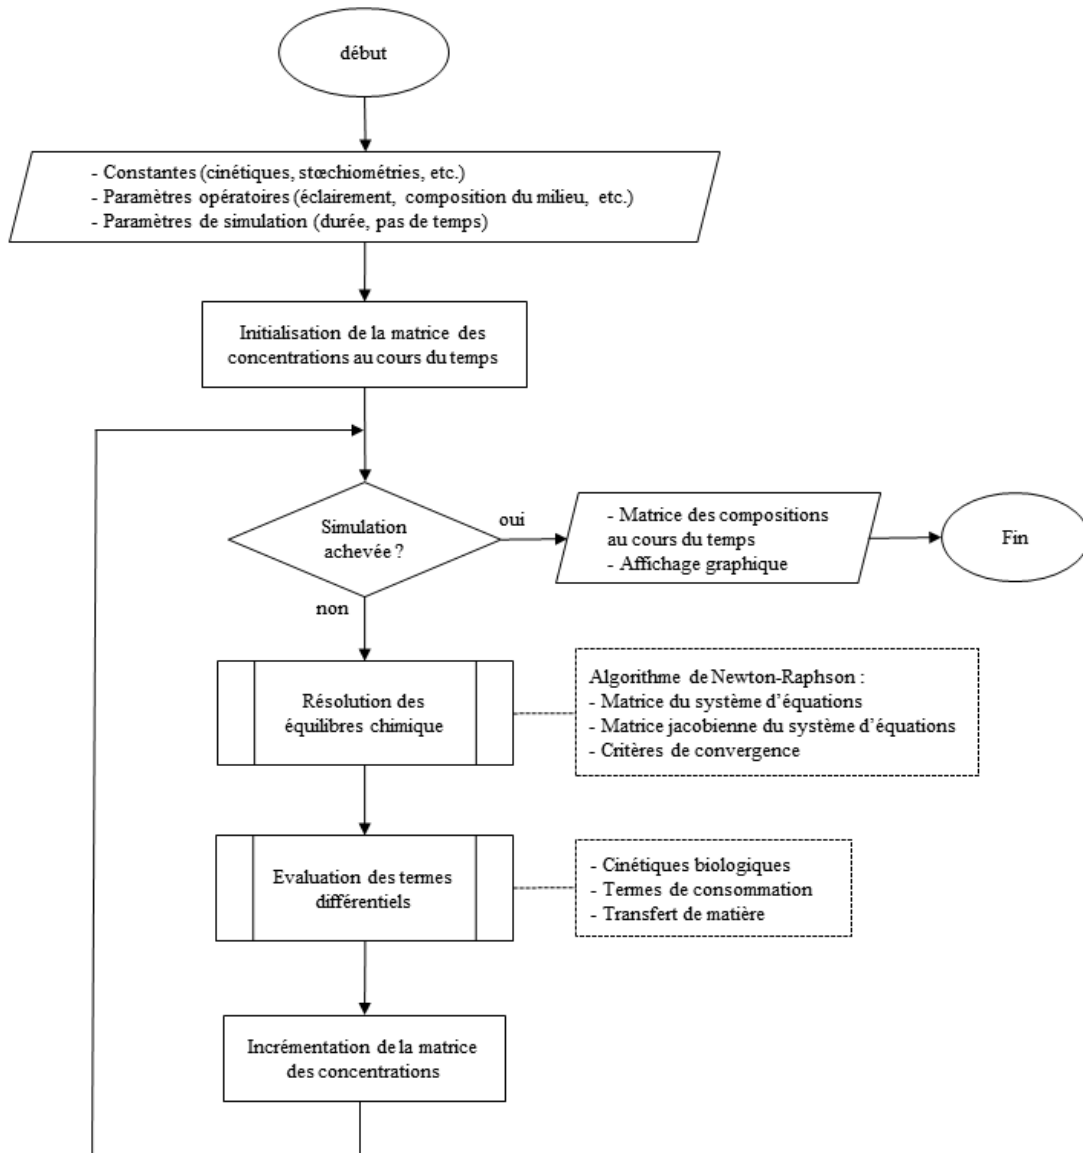 début
- Constantes (cinétiques, stœchiométries, etc.)
- Paramètres opératoires (éclairement, composition du milieu, etc.)
- Paramètres de simulation (durée, pas de temps)
Initialisation de la matrice des
concentrations au cours du temps
Simulation
achevée ?
oui
- Matrice des compositions
au cours du temps
- Affichage graphique
Fin
non
Résolution des
équilibres chimique
Algorithme de Newton-Raphson :
- Matrice du système d'équations
- Matrice jacobienne du système d'équations
- Critères de convergence
Evaluation des termes
différentiels
- Cinétiques biologiques
- Termes de consommation
- Transfert de matière
Incrémentation de la matrice
des concentrations